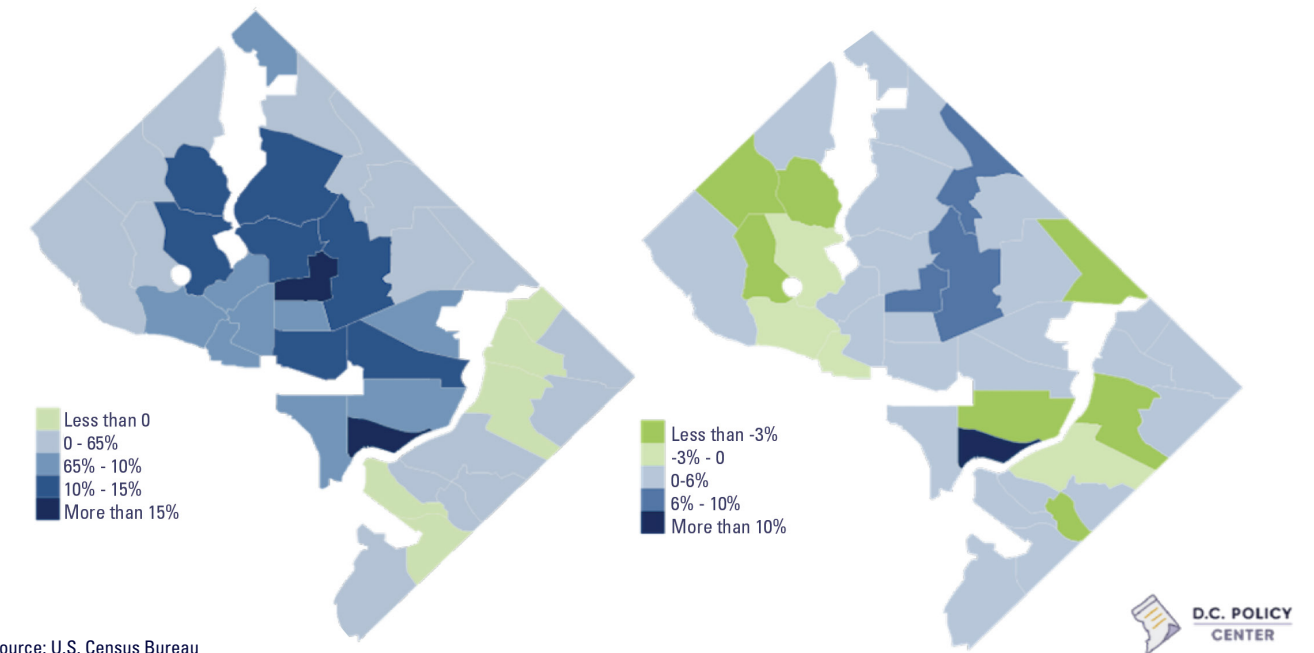 Less than 0
0 - 65%
65% - 10%
10% - 15%
More than 15%
Less than -3%
-3% - 0
0-6%
6% - 10%
More than 10%
D.C. POLICY
CENTER
ource: U.S. Census Bureau